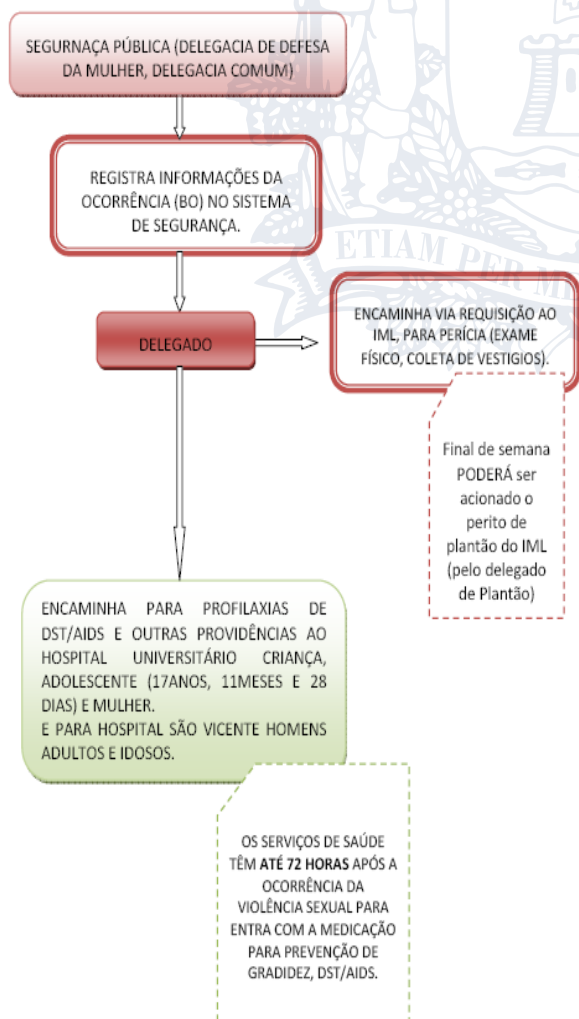 SEGURNAÇA PÚBLICA (DELEGACIA DE DEFESA
DA MULHER, DELEGACIA COMUM)
REGISTRA INFORMAÇÕES DA
OCORRÊNCIA (BO) NO SISTEMA
DE SEGURANÇA.
ETIAM PER ME
DELEGADO
ENCAMINHA VIA REQUISIÇÃO AO
IML, PARA PERÍCIA (EXAME
FÍSICO, COLETA DE VESTIGIOS).
Final de semana
PODERÁ ser
acionado o
perito de
plantão do IML
(pelo delegado
de Plantão)
ENCAMINHA PARA PROFILAXIAS DE
DST/AIDS E OUTRAS PROVIDÊNCIAS AO
HOSPITAL UNIVERSITÁRIO CRIANÇA,
ADOLESCENTE (17ANOS, 11MESES E 28
DIAS) E MULHER.
E PARA HOSPITAL SÃO VICENTE HOMENS
ADULTOS E IDOSOS.
OS SERVIÇOS DE SAÚDE
TÊM ATÉ 72 HORAS APÓS A
OCORRÊNCIA DA
VIOLÊNCIA SEXUAL PARA
ENTRA COM A MEDICAÇÃO
PARA PREVENÇÃO DE
GRADIDEZ, DST/AIDS.